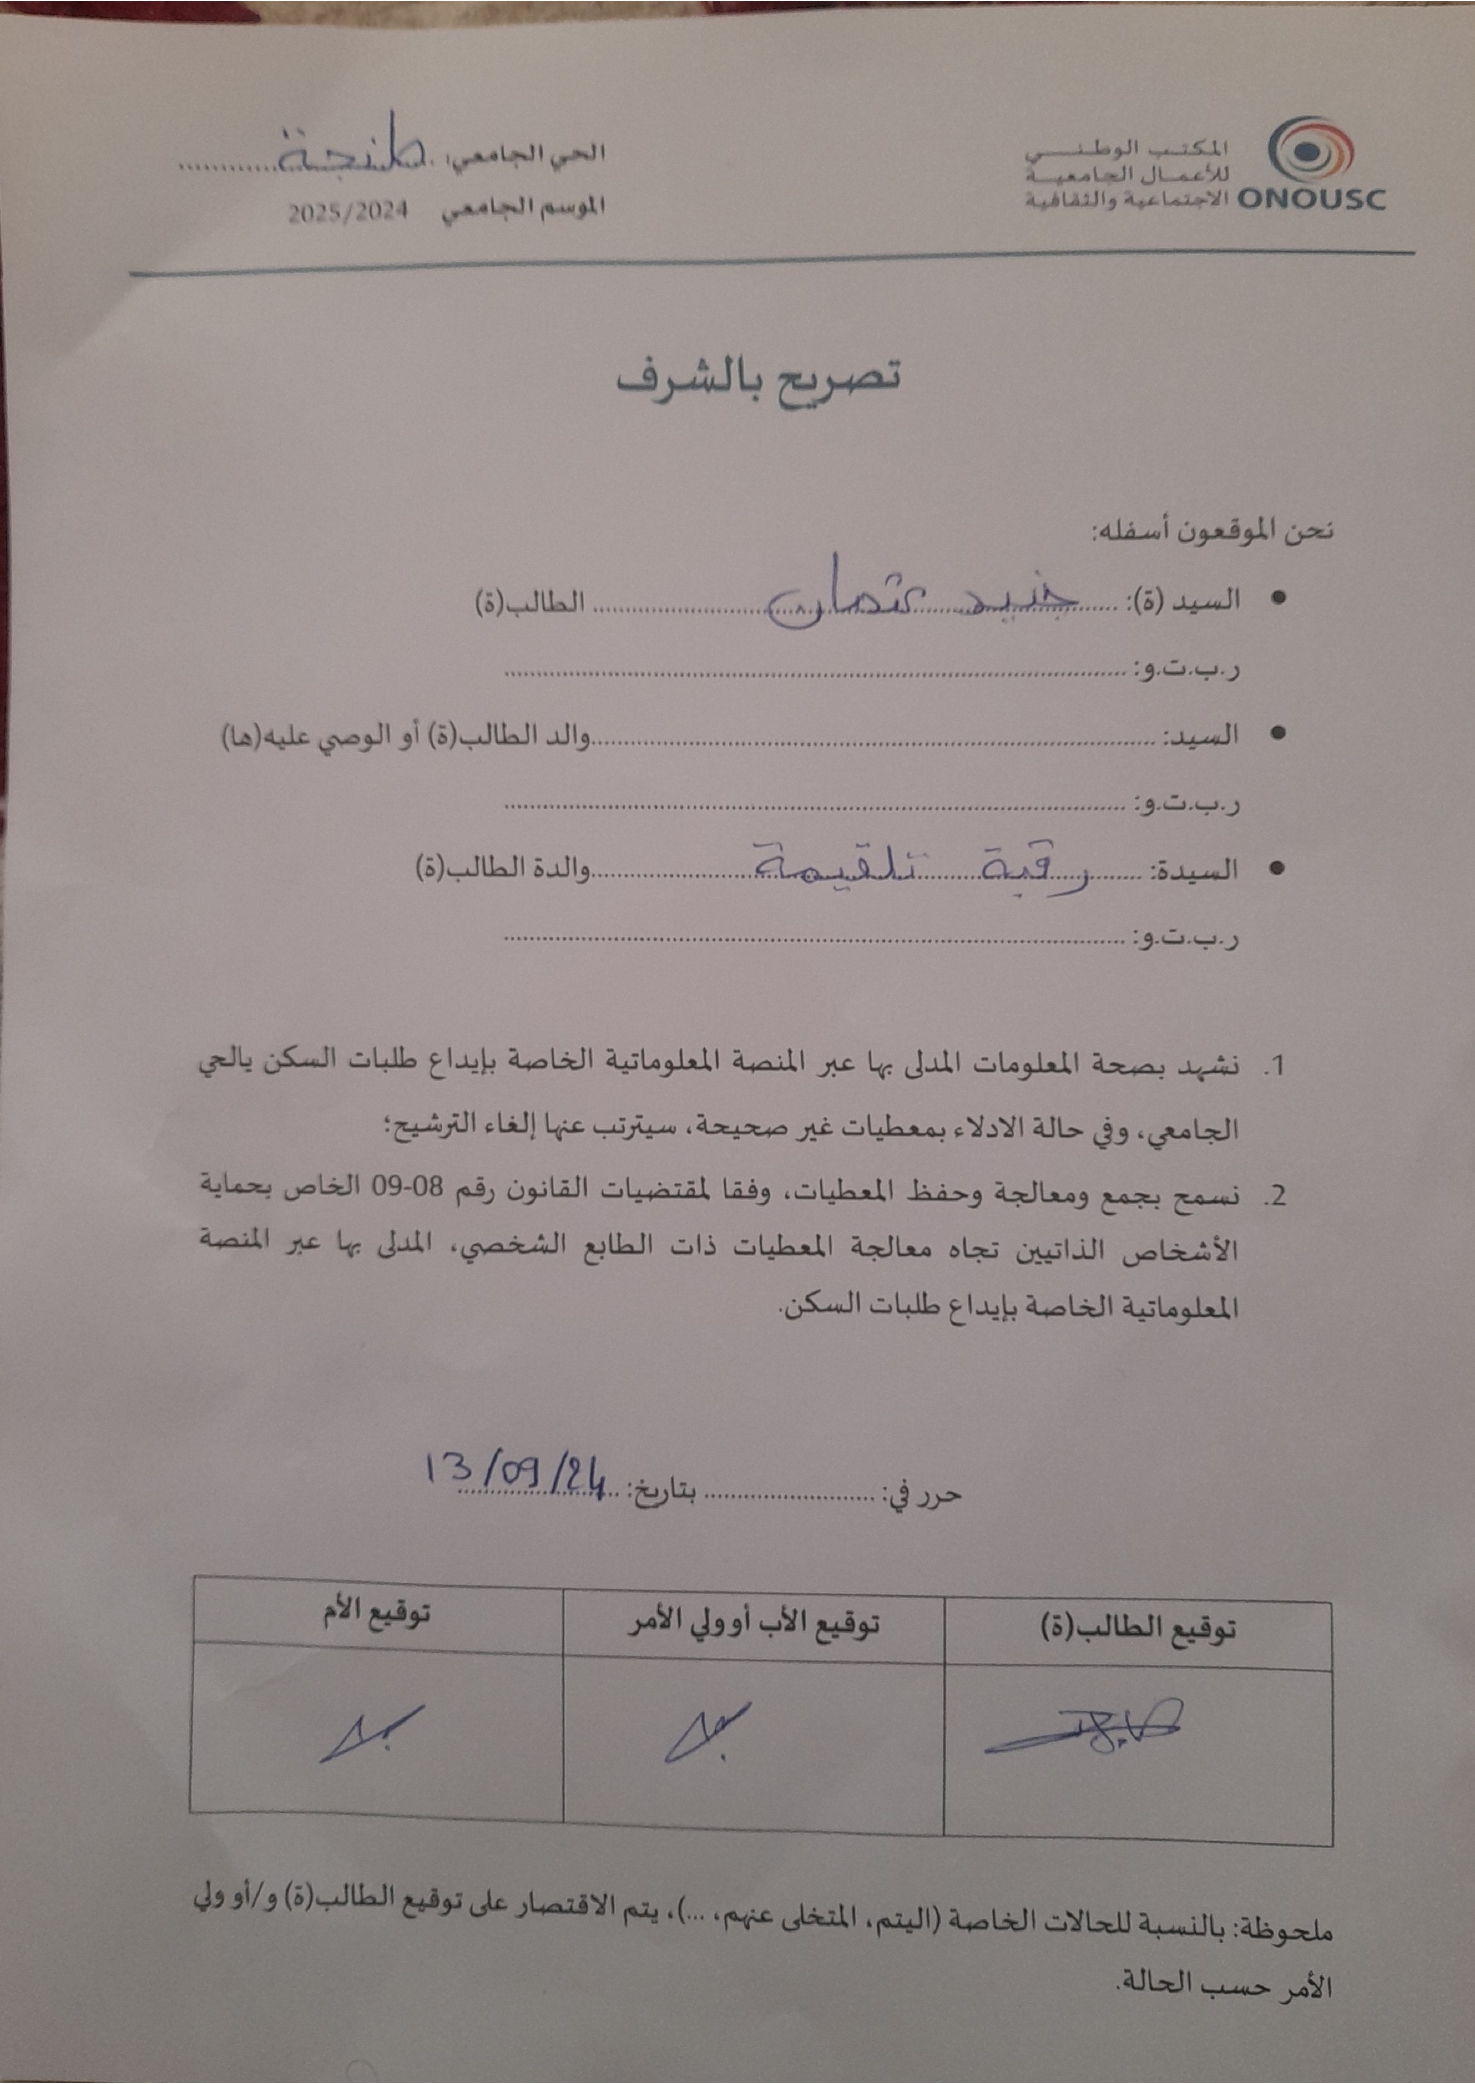 المكتب الوطني
للأعمال الجامعية
الاجتماعية والثقافية ONOUSC
الحي الجامعي: طنجة
الموسم الجامعي 2025/2024
تصريح بالشرف
نحن الموقعون أسفله:
• السيد (ة): جنيد عثمان الطالب(ة)
ر.ب.ت.و:
• السيد: والد الطالب(ة) أو الوصي عليه(ها)
ر.ب.ت.و:
• السيدة: رقية تلقيمة والدة الطالب(ة)
ر.ب.ت.و:
1. نشهد بصحة المعلومات المدلى بها عبر المنصة المعلوماتية الخاصة بإيداع طلبات السكن يالحي
الجامعي، وفي حالة الادلاء بمعطيات غير صحيحة، سيترتب عنها إلغاء الترشيح؛
2. نسمح بجمع ومعالجة وحفظ المعطيات، وفقا لمقتضيات القانون رقم 08-09 الخاص بحماية
الأشخاص الذاتيين تجاه معالجة المعطيات ذات الطابع الشخصي، المدلى بها عبر المنصة
المعلوماتية الخاصة بإيداع طلبات السكن.
حرر في: بتاريخ: 13/09/24
توقيع الطالب(ة) توقيع الأب أو ولي الأمر توقيع الأم
ملحوظة: بالنسبة للحالات الخاصة (اليتم، المتخلى عنهم، ...)، يتم الاقتصار على توقيع الطالب(ة) و/أو ولي
الأمر حسب الحالة.